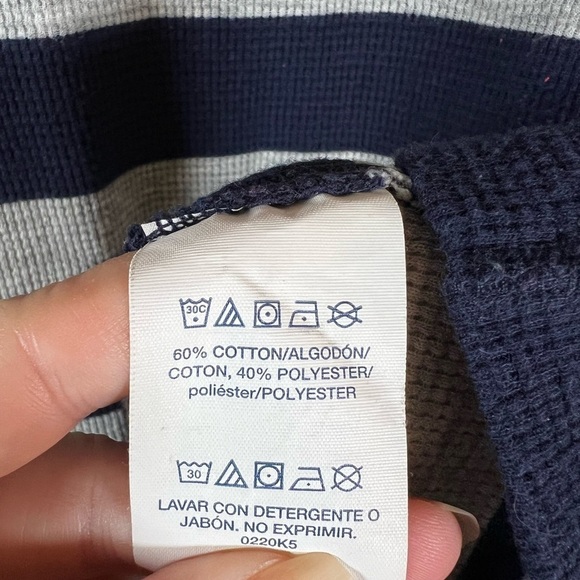 30C
60% COTTON/ALGODÓN/
COTON, 40% POLYESTER/
poliéster/POLYESTER
30
LAVAR CON DETERGENTE O
JABÓN. NO EXPRIMIR.
0220K5